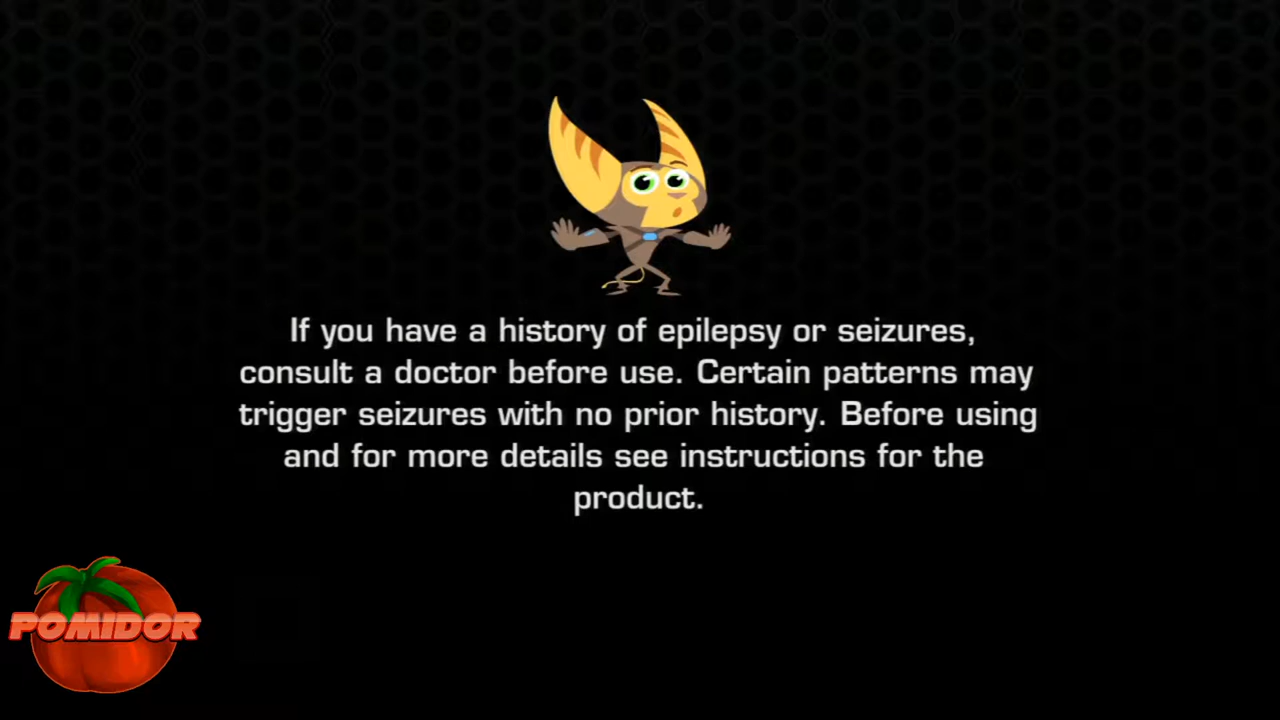 If you have a history of epilepsy or seizures,
consult a doctor before use. Certain patterns may
trigger seizures with no prior history. Before using
and for more details see instructions for the
product.
POMIDOR